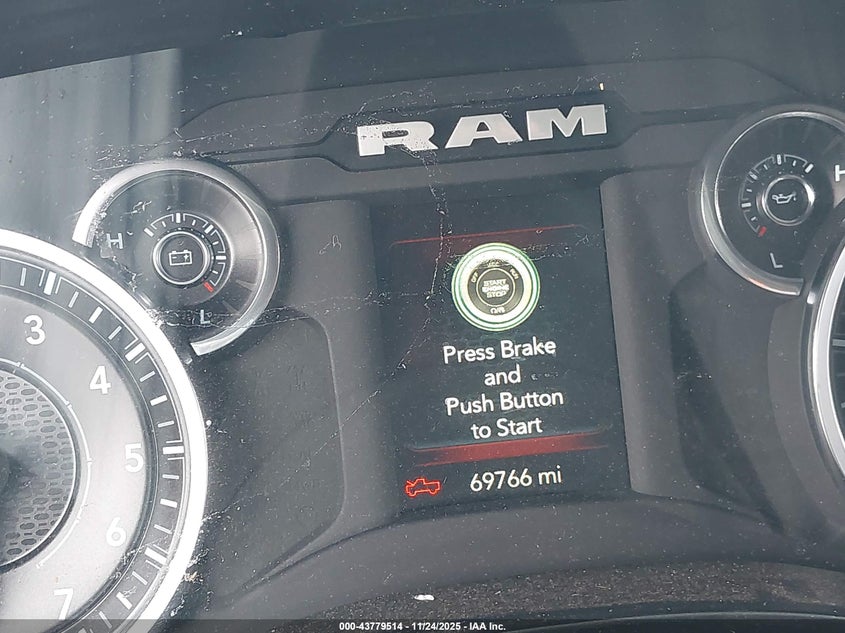 RAM
H
L
H
L
3
4
5
6
7
START
ENGINE
STOP
Press Brake
and
Push Button
to Start
69766 mi
000-43779514 - 11/24/2025 - IAA Inc.